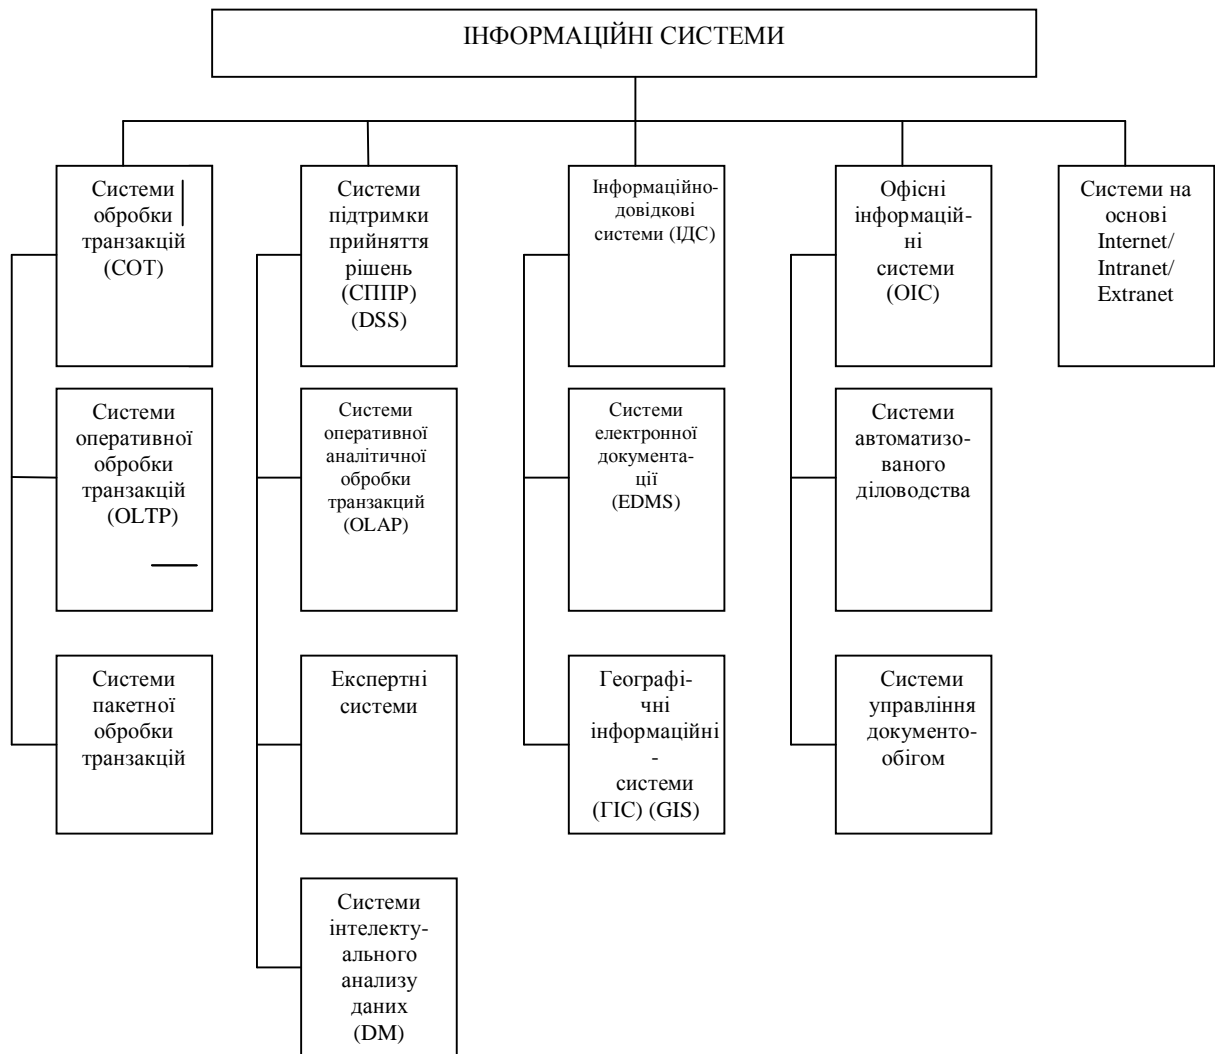 ІНФОРМАЦІЙНІ СИСТЕМИ
Системи
обробки
транзакцій
(СОТ)
Системи
підтримки
прийняття
рішень
(СППР)
(DSS)
Інформаційно-
довідкові
системи (ІДС)
Офісні
інформацій-
ні
системи
(ОІС)
Системи на
основі
Internet/
Intranet/
Extranet
Системи
оперативної
обробки
транзакцій
(OLTP)
Системи
оперативної
аналітичної
обробки
транзакций
(OLAP)
Системи
електронної
документа-
ції
(EDMS)
Системи
автоматизо-
ваного
діловодства
Системи
пакетної
обробки
транзакцій
Експертні
системи
Географі-
чні
інформаційні
-
системи
(ГІС) (GIS)
Системи
управління
документо-
обігом
Системи
інтелекту-
ального
анализу
даних
(DM)